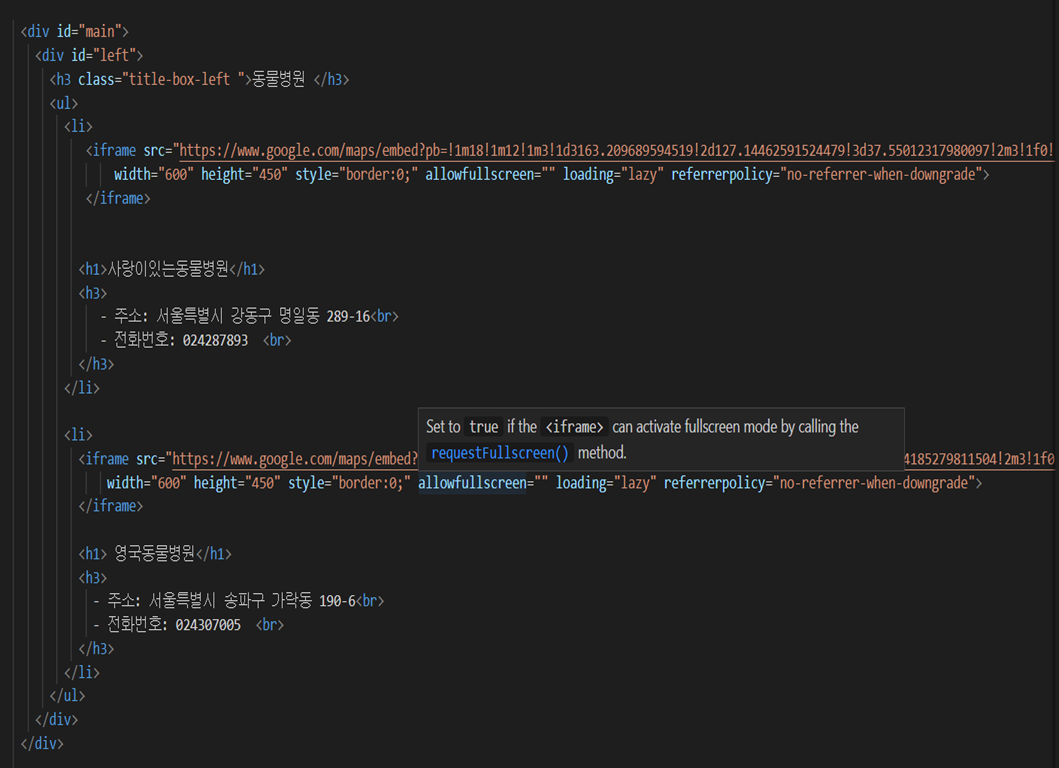 <div id="main">
<div id="left">
<h3 class="title-box-left ">동물병원 </h3>
<ul>
<li>
<iframe src="https://www.google.com/maps/embed?pb=!1m18!1m12!1m3!1d3163.209689594519!2d127.14462591524479!3d37.55012317980097!2m3!1f0!
width="600" height="450" style="border:0;" allowfullscreen="" loading="lazy" referrerpolicy="no-referrer-when-downgrade">
</iframe>
<h1>사랑이있는동물병원</h1>
<h3>
- 주소: 서울특별시 강동구 명일동 289-16<br>
- 전화번호: 024287893  <br>
</h3>
</li>
Set to true if the <iframe> can activate fullscreen mode by calling the
requestFullscreen() method.
<li>
<iframe src="https://www.google.com/maps/embed? 4185279811504!2m3!1f0
width="600" height="450" style="border:0;" allowfullscreen="" loading="lazy" referrerpolicy="no-referrer-when-downgrade">
</iframe>
<h1> 영국동물병원</h1>
<h3>
- 주소: 서울특별시 송파구 가락동 190-6<br>
- 전화번호: 024307005  <br>
</h3>
</li>
</ul>
</div>
</div>